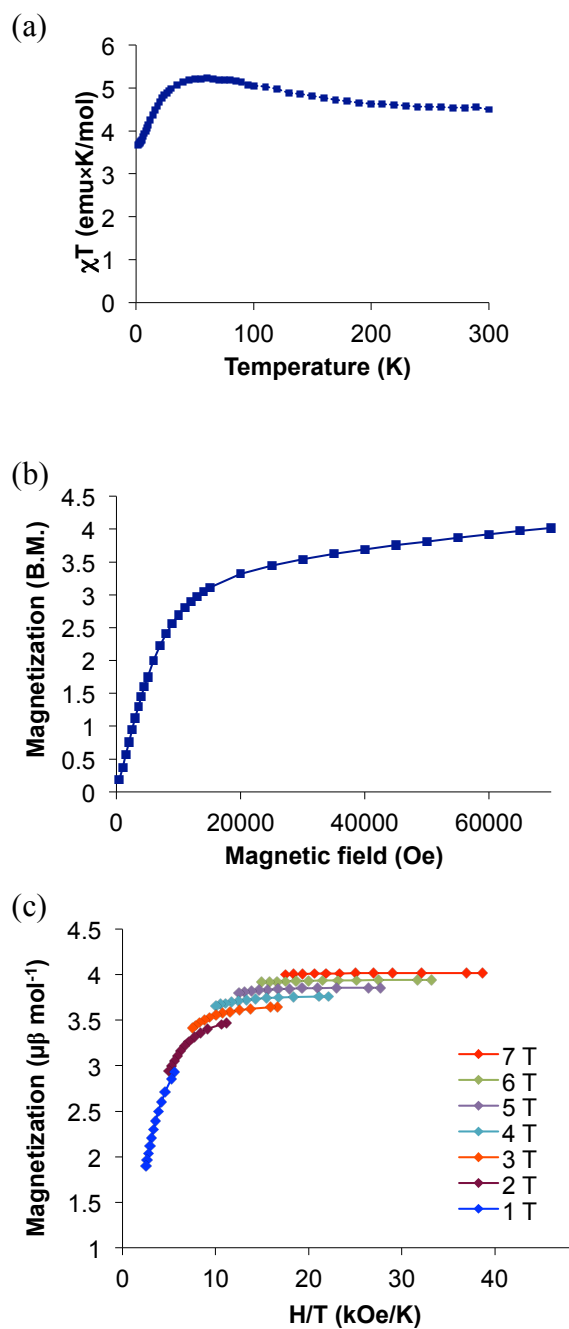 (a)
6
5
4
3
2
1
0
χT (emu×K/mol)
0 100 200 300
Temperature (K)
(b)
4.5
4
3.5
3
2.5
2
1.5
1
0.5
0
Magnetization (B.M.)
0 20000 40000 60000
Magnetic field (Oe)
(c)
4.5
4
3.5
3
2.5
2
1.5
1
Magnetization (μβ mol⁻¹)
7 T
6 T
5 T
4 T
3 T
2 T
1 T
0 10 20 30 40
H/T (kOe/K)